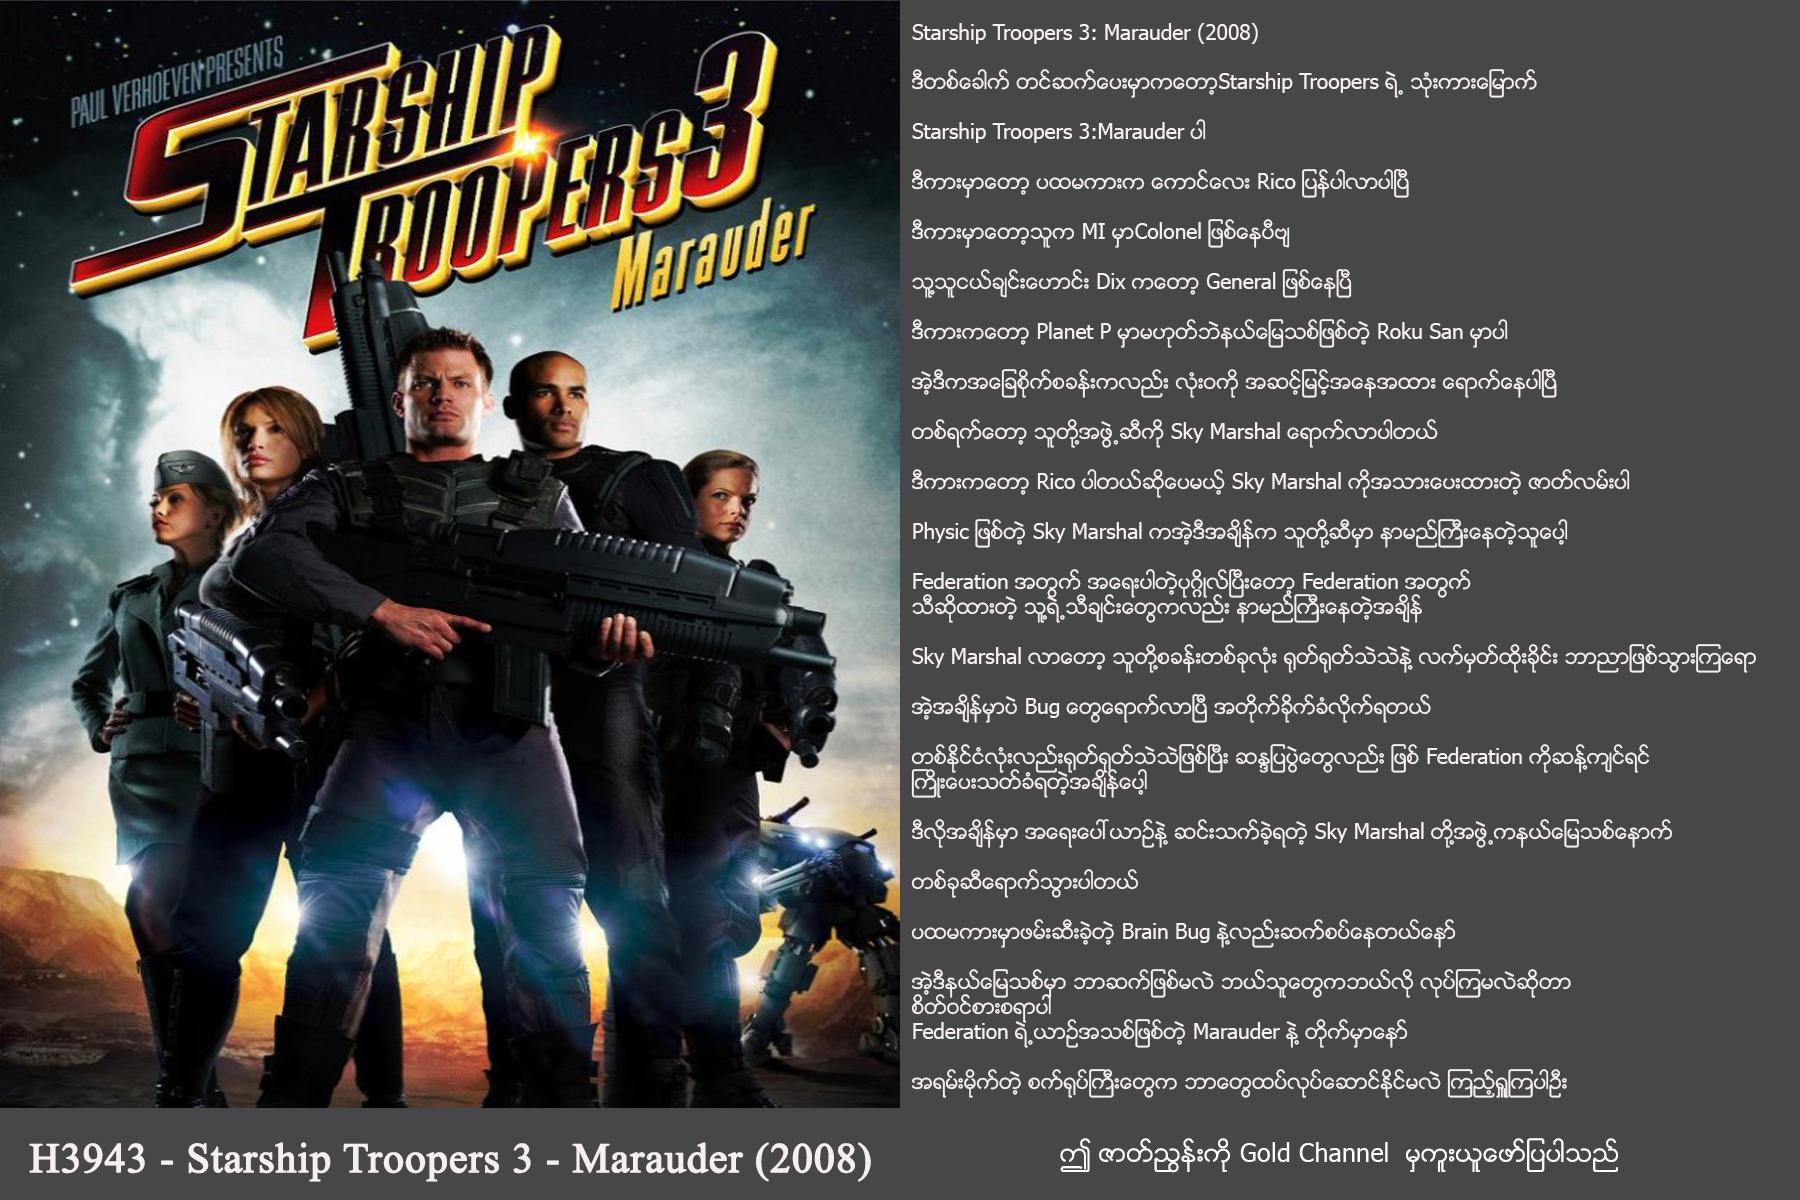 PAUL VERHOEVEN PRESENTS
STARSHIP
TROOPERS 3
Marauder
Starship Troopers 3: Marauder (2008)
ဒီတစ်ခေါက် တင်ဆက်ပေးမှာကတော့Starship Troopers ရဲ့ သုံးကားမြောက်
Starship Troopers 3:Marauder ပါ
ဒီကားမှာတော့ ပထမကားက ကောင်လေး Rico ပြန်ပါလာပါပြီ
ဒီကားမှာတော့သူက MI မှာColonel ဖြစ်နေပီဗျ
သူ့သူငယ်ချင်းဟောင်း Dix ကတော့ General ဖြစ်နေပြီ
ဒီကားကတော့ Planet P မှာမဟုတ်ဘဲနယ်မြေသစ်ဖြစ်တဲ့ Roku San မှာပါ
အဲ့ဒီကအခြေစိုက်စခန်းကလည်း လုံးဝကို အဆင့်မြင့်အနေအထား ရောက်နေပါပြီ
တစ်ရက်တော့ သူတို့အဖွဲ့ဆီကို Sky Marshal ရောက်လာပါတယ်
ဒီကားကတော့ Rico ပါတယ်ဆိုပေမယ့် Sky Marshal ကိုအသားပေးထားတဲ့ ဇာတ်လမ်းပါ
Physic ဖြစ်တဲ့ Sky Marshal ကအဲ့ဒီအချိန်က သူတို့ဆီမှာ နာမည်ကြီးနေတဲ့သူပေါ့
Federation အတွက် အရေးပါတဲ့ပုဂ္ဂိုလ်ပြီးတော့ Federation အတွက်
သီဆိုထားတဲ့ သူ့ရဲ့သီချင်းတွေကလည်း နာမည်ကြီးနေတဲ့အချိန်
Sky Marshal လာတော့ သူတို့စခန်းတစ်ခုလုံး ရုတ်ရုတ်သဲသဲနဲ့ လက်မှတ်ထိုးခိုင်း ဘာညာဖြစ်သွားကြရော
အဲ့အချိန်မှာပဲ Bug တွေရောက်လာပြီ အတိုက်ခိုက်ခံလိုက်ရတယ်
တစ်နိုင်ငံလုံးလည်းရုတ်ရုတ်သဲသဲဖြစ်ပြီး ဆန္ဒပြပွဲတွေလည်း ဖြစ် Federation ကိုဆန့်ကျင်ရင်
ကြိုးပေးသတ်ခံရတဲ့အချိန်ပေါ့
ဒီလိုအချိန်မှာ အရေးပေါ်ယာဉ်နဲ့ ဆင်းသက်ခဲ့ရတဲ့ Sky Marshal တို့အဖွဲ့ကနယ်မြေသစ်နောက်
တစ်ခုဆီရောက်သွားပါတယ်
ပထမကားမှာဖမ်းဆီးခဲ့တဲ့ Brain Bug နဲ့လည်းဆက်စပ်နေတယ်နော်
အဲ့ဒီနယ်မြေသစ်မှာ ဘာဆက်ဖြစ်မလဲ ဘယ်သူတွေကဘယ်လို လုပ်ကြမလဲဆိုတာ
စိတ်ဝင်စားစရာပါ
Federation ရဲ့ယာဉ်အသစ်ဖြစ်တဲ့ Marauder နဲ့ တိုက်မှာနော်
အရမ်းမိုက်တဲ့ စက်ရုပ်ကြီးတွေက ဘာတွေထပ်လုပ်ဆောင်နိုင်မလဲ ကြည့်ရှူကြပါဦး
H3943 - Starship Troopers 3 - Marauder (2008)
ဤ ဇာတ်ညွှန်းကို Gold Channel မှကူးယူဖော်ပြပါသည်